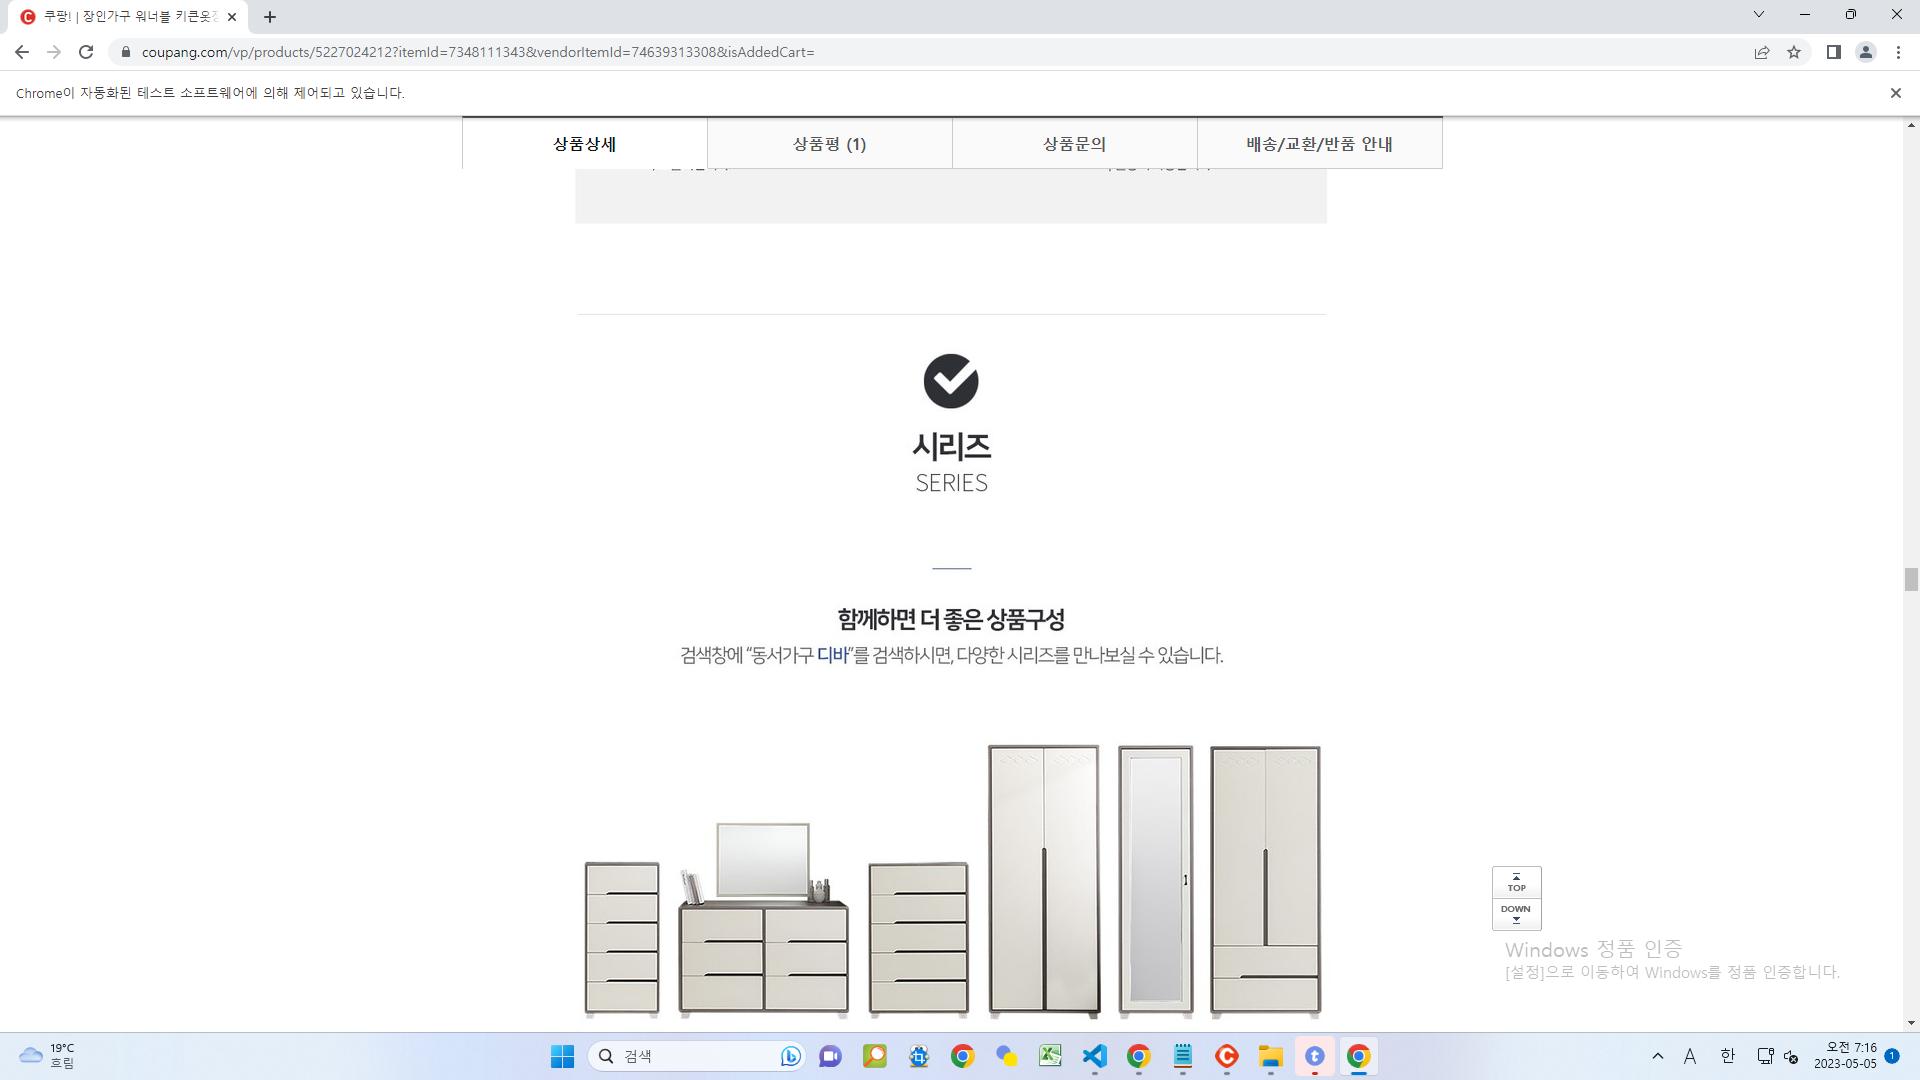 쿠팡! | 장인가구 워너블 키큰옷장
coupang.com/vp/products/5227024212?itemId=7348111343&vendorItemId=74639313308&isAddedCart=
Chrome이 자동화된 테스트 소프트웨어에 의해 제어되고 있습니다.
상품상세
상품평 (1)
상품문의
배송/교환/반품 안내
시리즈
SERIES
함께하면 더 좋은 상품구성
검색창에 “동서가구 디바”를 검색하시면, 다양한 시리즈를 만나보실 수 있습니다.
TOP
DOWN
Windows 정품 인증
[설정]으로 이동하여 Windows를 정품 인증합니다.
19°C
흐림
검색
A
한
오전 7:16
2023-05-05
1